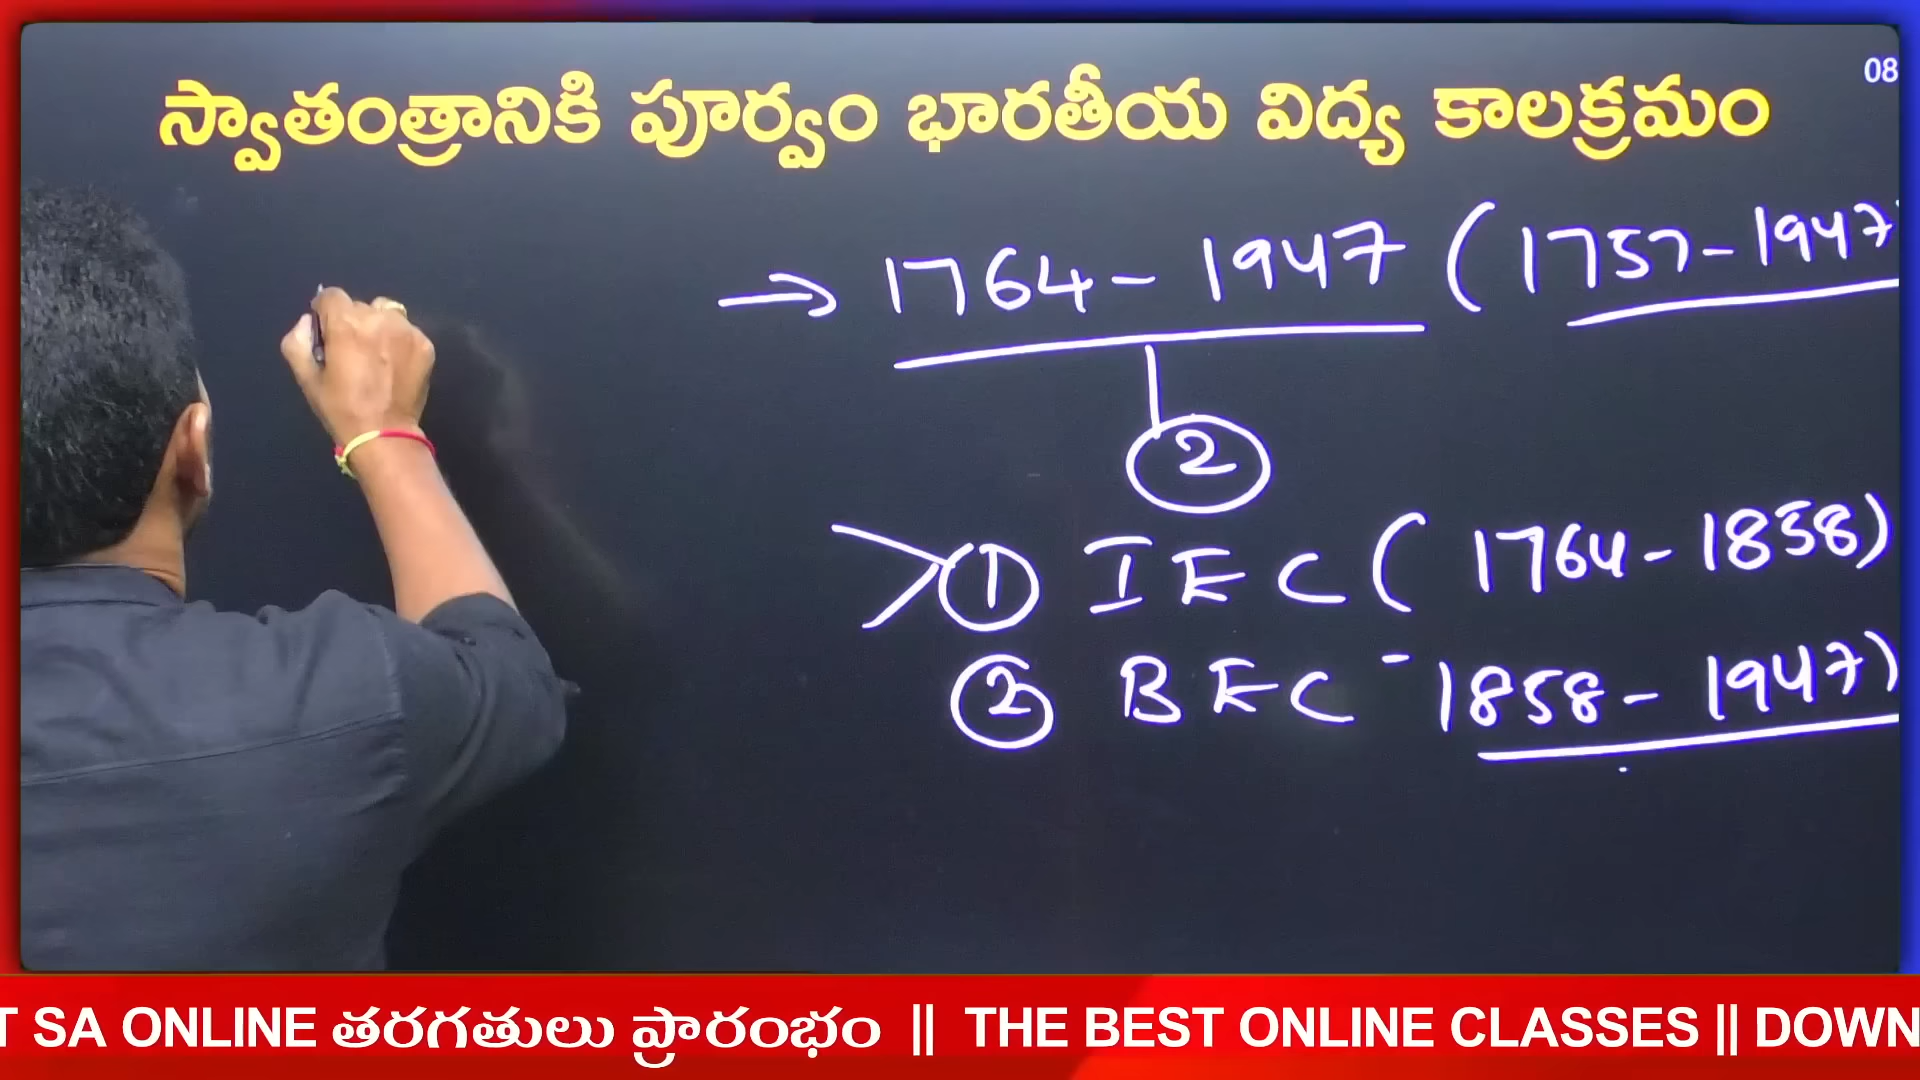 08
స్వాతంత్రానికి పూర్వం భారతీయ విద్య కాలక్రమం
→ 1764 - 1947 (1757 - 1947
2
1 IEC ( 1764 - 1858)
2 BEC - 1858 - 1947)
T SA ONLINE తరగతులు ప్రారంభం || THE BEST ONLINE CLASSES || DOWN